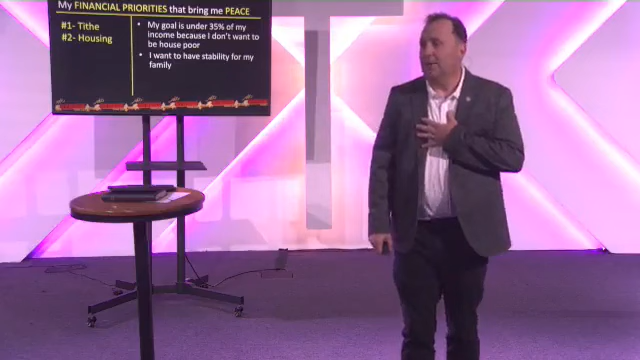 My FINANCIAL PRIORITIES that bring me PEACE
#1- Tithe
#2- Housing
• My goal is under 35% of my
income because I don't want to
be house poor
• I want to have stability for my
family